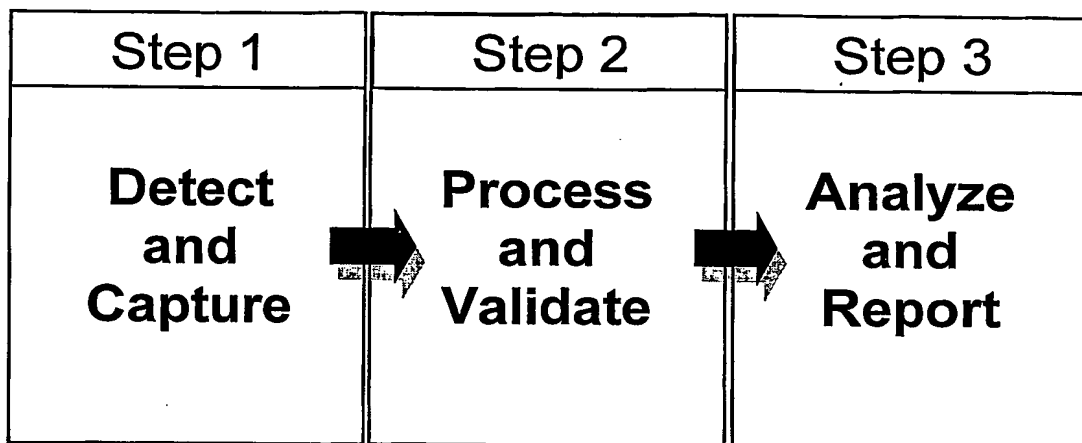 Step 1
Detect
and
Capture
Step 2
Process
and
Validate
Step 3
Analyze
and
Report